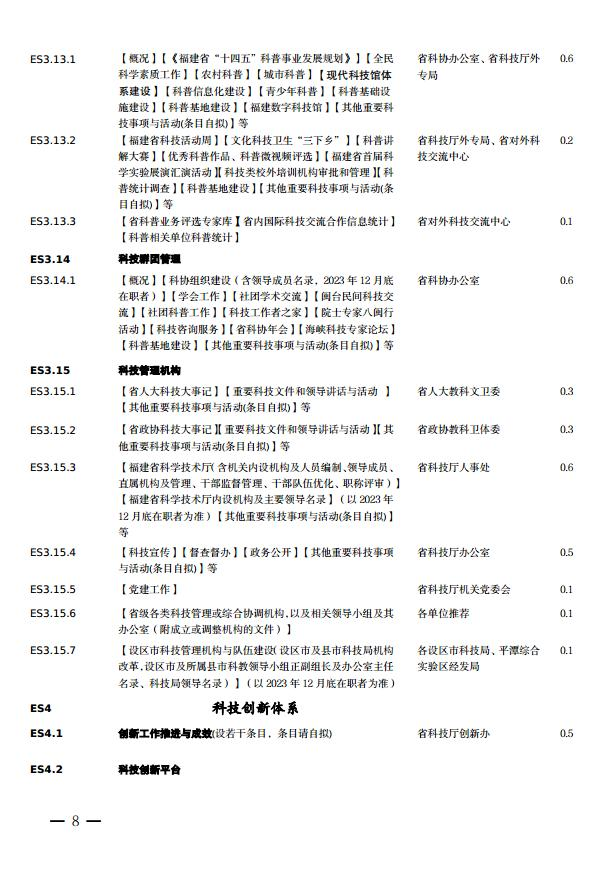 ES3.13.1 【概况】【《福建省“十四五”科普事业发展规划》】【全民 省科协办公室、省科技厅外 0.6
科学素质工作】【农村科普】【城市科普】【现代科技馆体 专局
系建设】【科普信息化建设】【青少年科普】【科普基础设
施建设】【科普基地建设】【福建数字科技馆】【其他重要科
技事项与活动(条目自拟)】等
ES3.13.2 【福建省科技活动周】【文化科技卫生“三下乡”】【科普讲 省科技厅外专局、省对外科 0.2
解大赛】【优秀科普作品、科普微视频评选】【福建省首届科 技交流中心
学实验展演汇演活动】【科技类校外培训机构审批和管理】【科
普统计调查】【科普基地建设】【其他重要科技事项与活动(条
目自拟)】等
ES3.13.3 【省科普业务评选专家库】【省内国际科技交流合作信息统计】 省对外科技交流中心 0.1
【科普相关单位科普统计】
ES3.14 科技群团管理
ES3.14.1 【概况】【科协组织建设（含领导成员名录，2023 年 12 月底 省科协办公室 0.6
在职者）】【学会工作】【社团学术交流】【闽台民间科技交
流】【社团科普工作】【科技工作者之家】【院士专家八闽行
活动】【科技咨询服务】【省科协年会】【海峡科技专家论坛】
【科普基地建设】【其他重要科技事项与活动(条目自拟)】等
ES3.15 科技管理机构
ES3.15.1 【省人大科技大事记】【重要科技文件和领导讲话与活动 】 省人大教科文卫委 0.3
【其他重要科技事项与活动(条目自拟)】等
ES3.15.2 【省政协科技大事记】【重要科技文件和领导讲话与活动】【其 省政协教科卫体委 0.3
他重要科技事项与活动(条目自拟)】等
ES3.15.3 【福建省科学技术厅（含机关内设机构及人员编制、领导成员、 省科技厅人事处 0.6
直属机构及管理、干部监督管理、干部队伍优化、职称评审）】
【福建省科学技术厅内设机构及主要领导名录】（以 2023 年
12 月底在职者为准）【其他重要科技事项与活动(条目自拟)】
等
ES3.15.4 【科技宣传】【督查督办】【政务公开】【其他重要科技事项 省科技厅办公室 0.5
与活动(条目自拟)】等
ES3.15.5 【党建工作】 省科技厅机关党委会 0.1
ES3.15.6 【省级各类科技管理或综合协调机构，以及相关领导小组及其 各单位推荐 0.1
办公室（附成立或调整机构的文件）】
ES3.15.7 【设区市科技管理机构与队伍建设（设区市及县市科技局机构 各设区市科技局、平潭综合 0.1
改革，设区市及所属县市科教领导小组正副组长及办公室主任 实验区经发局
名录、科技局领导名录）】（以 2023 年 12 月底在职者为准）
ES4 科技创新体系
ES4.1 创新工作推进与成效(设若干条目，条目请自拟) 省科技厅创新办 0.5
ES4.2 科技创新平台
— 8 —